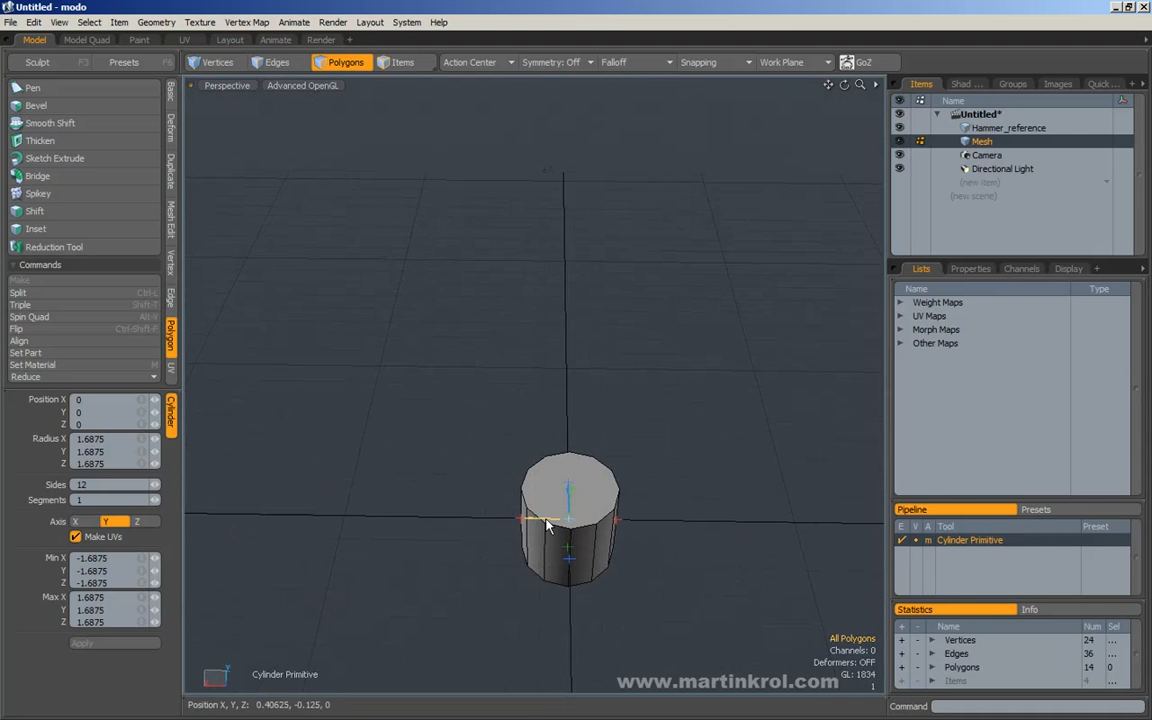 Untitled* - modo
File Edit View Select Item Geometry Texture Vertex Map Animate Render Layout System Help
Model Model Quad Paint UV Layout Animate Render +
Sculpt F3 Presets F6 Vertices Edges Polygons Items Action Center Symmetry: Off Falloff Snapping Work Plane GoZ
Perspective Advanced OpenGL
Pen
Bevel
Smooth Shift
Thicken
Sketch Extrude
Bridge
Spikey
Shift
Inset
Reduction Tool
Commands
Make
Split Ctrl-L
Triple Shift-T
Spin Quad Alt-V
Flip Ctrl-Shift-F
Align
Set Part
Set Material M
Reduce
Basic
Deform
Duplicate
Mesh Edit
Vertex
Edge
Polygon
UV
Position X 0
Y 0
Z 0
Radius X 1.6875
Y 1.6875
Z 1.6875
Sides 12
Segments 1
Axis X Y Z
Make UVs
Min X -1.6875
Y -1.6875
Z -1.6875
Max X 1.6875
Y 1.6875
Z 1.6875
Apply
Cylinder
All Polygons
Channels: 0
Deformers: OFF
GL: 1834
1
Y
Cylinder Primitive
www.martinkrol.com
Position X, Y, Z: 0.40625, -0.125, 0
Items Shad ... Groups Images Quick ... +
Name
Untitled*
Hammer_reference
Mesh
Camera
Directional Light
(new item)
(new scene)
Lists Properties Channels Display +
Name Type
Weight Maps
UV Maps
Morph Maps
Other Maps
Pipeline Presets
E V A Tool Preset
m Cylinder Primitive
Statistics Info
+ - Name Num Sel
+ - Vertices 24 ...
+ - Edges 36 ...
+ - Polygons 14 0
+ - Items 4 ...
Command